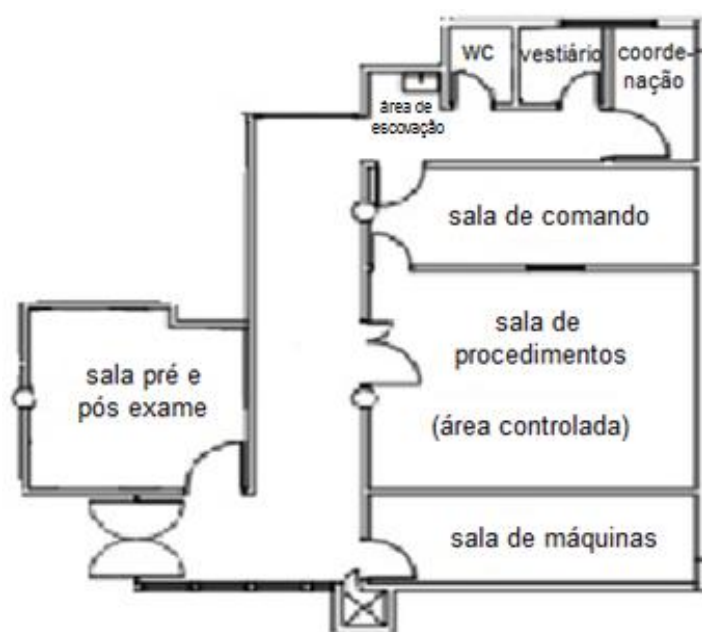 WC
vestiário
coorde-
nação
área de
escovação
sala de comando
sala de
procedimentos
(área controlada)
sala pré e
pós exame
sala de máquinas